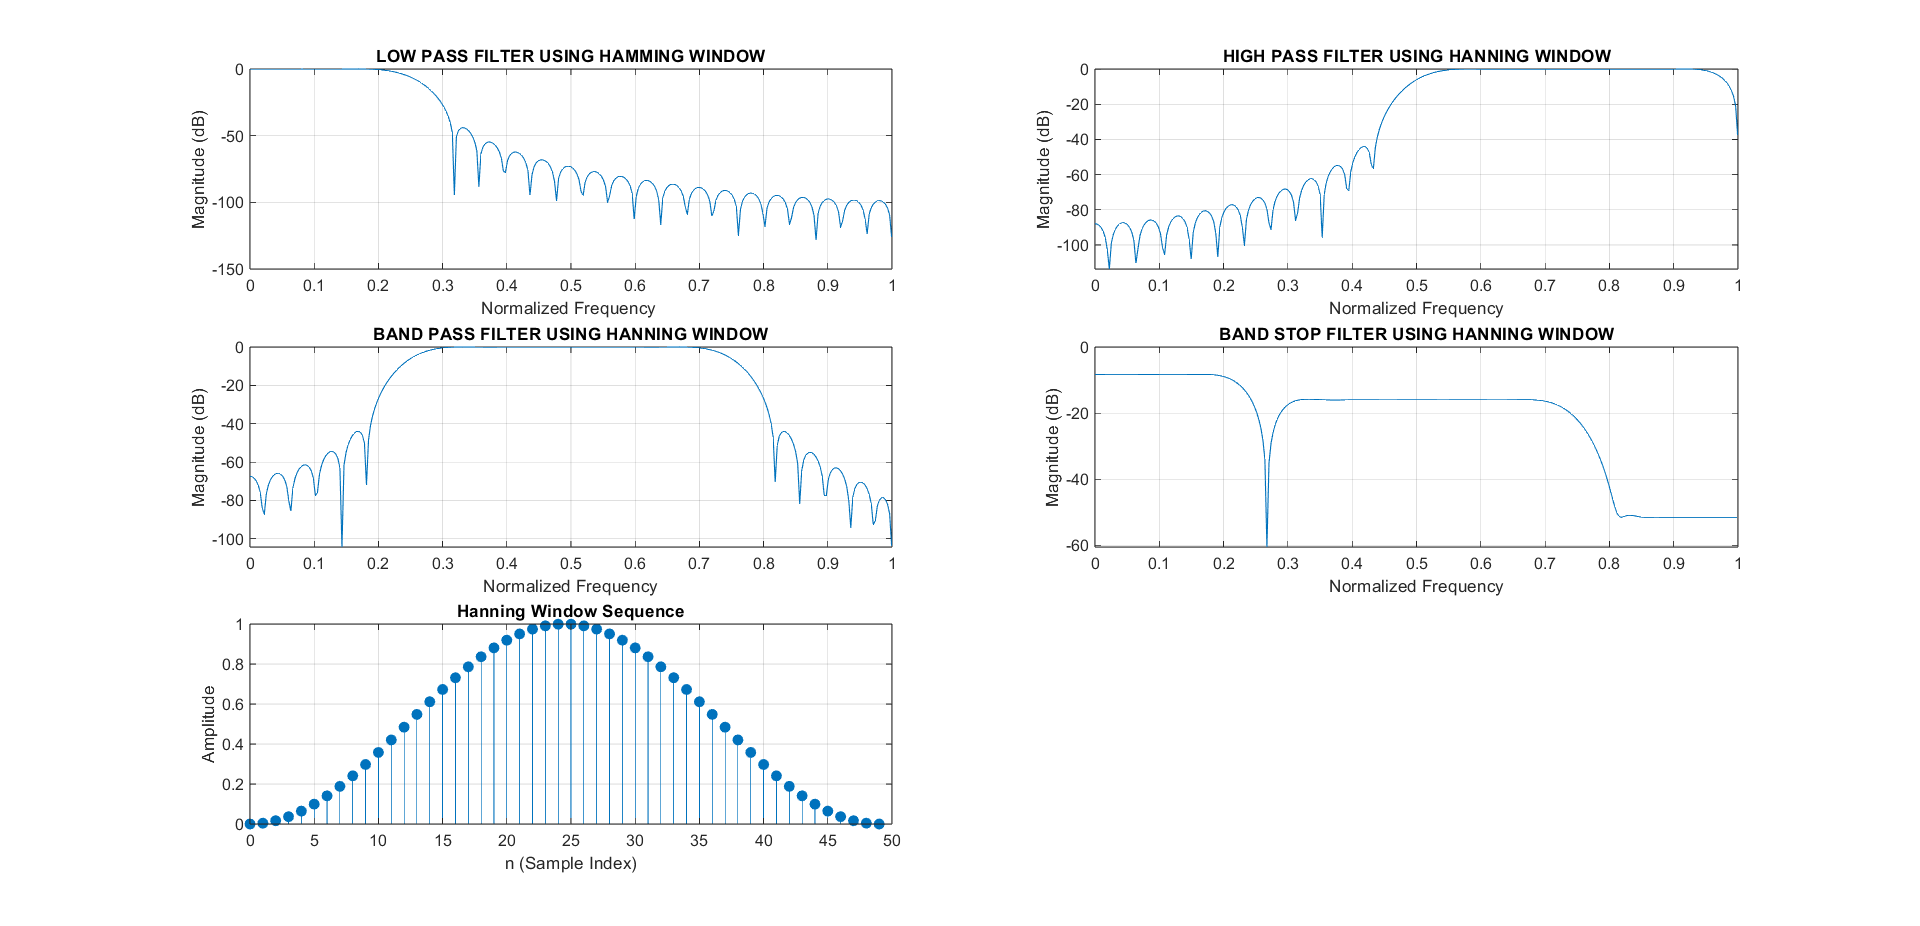 LOW PASS FILTER USING HAMMING WINDOW
0
-50
-100
-150
Magnitude (dB)
0 0.1 0.2 0.3 0.4 0.5 0.6 0.7 0.8 0.9 1
Normalized Frequency
HIGH PASS FILTER USING HANNING WINDOW
0
-20
-40
-60
-80
-100
Magnitude (dB)
0 0.1 0.2 0.3 0.4 0.5 0.6 0.7 0.8 0.9 1
Normalized Frequency
BAND PASS FILTER USING HANNING WINDOW
0
-20
-40
-60
-80
-100
Magnitude (dB)
0 0.1 0.2 0.3 0.4 0.5 0.6 0.7 0.8 0.9 1
Normalized Frequency
BAND STOP FILTER USING HANNING WINDOW
0
-20
-40
-60
Magnitude (dB)
0 0.1 0.2 0.3 0.4 0.5 0.6 0.7 0.8 0.9 1
Normalized Frequency
Hanning Window Sequence
1
0.8
0.6
0.4
0.2
0
Amplitude
0 5 10 15 20 25 30 35 40 45 50
n (Sample Index)